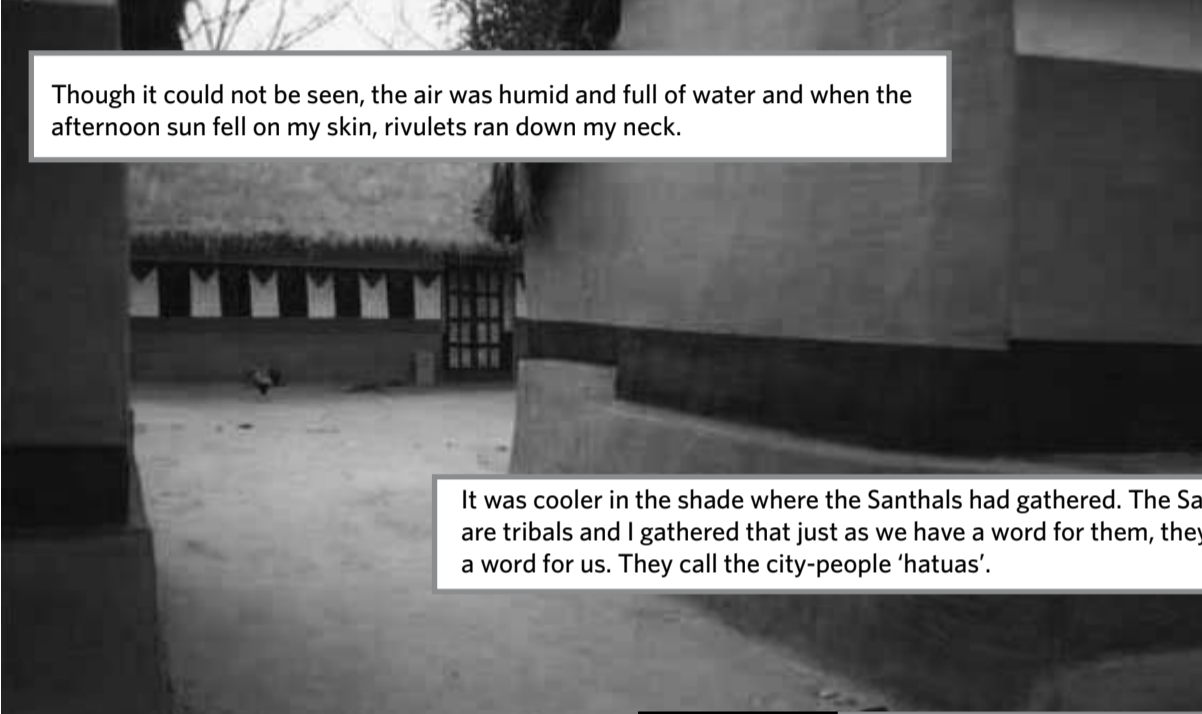 Though it could not be seen, the air was humid and full of water and when the
afternoon sun fell on my skin, rivulets ran down my neck.
It was cooler in the shade where the Santhals had gathered. The
are tribals and I gathered that just as we have a word for them,
a word for us. They call the city-people ‘hatuas’.